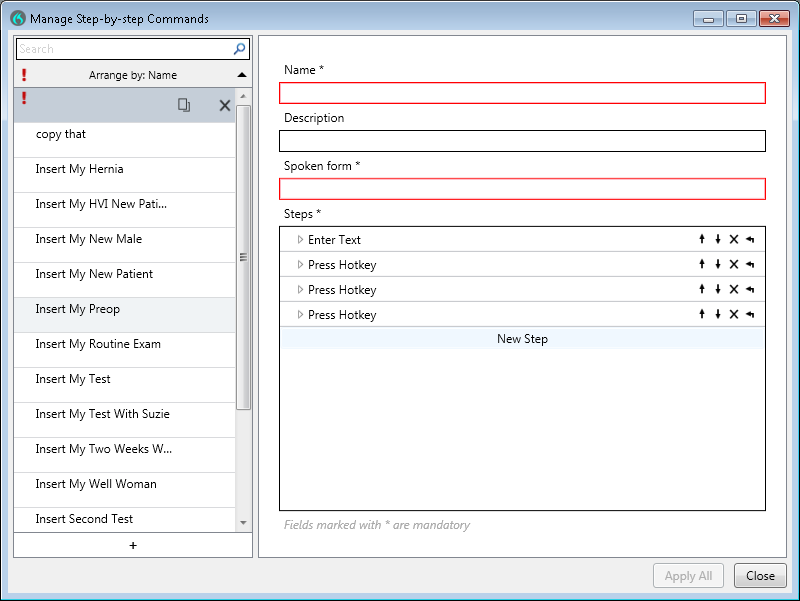 Manage Step-by-step Commands
Search
Arrange by: Name
copy that
Insert My Hernia
Insert My HVI New Pati...
Insert My New Male
Insert My New Patient
Insert My Preop
Insert My Routine Exam
Insert My Test
Insert My Test With Suzie
Insert My Two Weeks W...
Insert My Well Woman
Insert Second Test
+
Name *
Description
Spoken form *
Steps *
Enter Text
Press Hotkey
Press Hotkey
Press Hotkey
New Step
Fields marked with * are mandatory
Apply All
Close